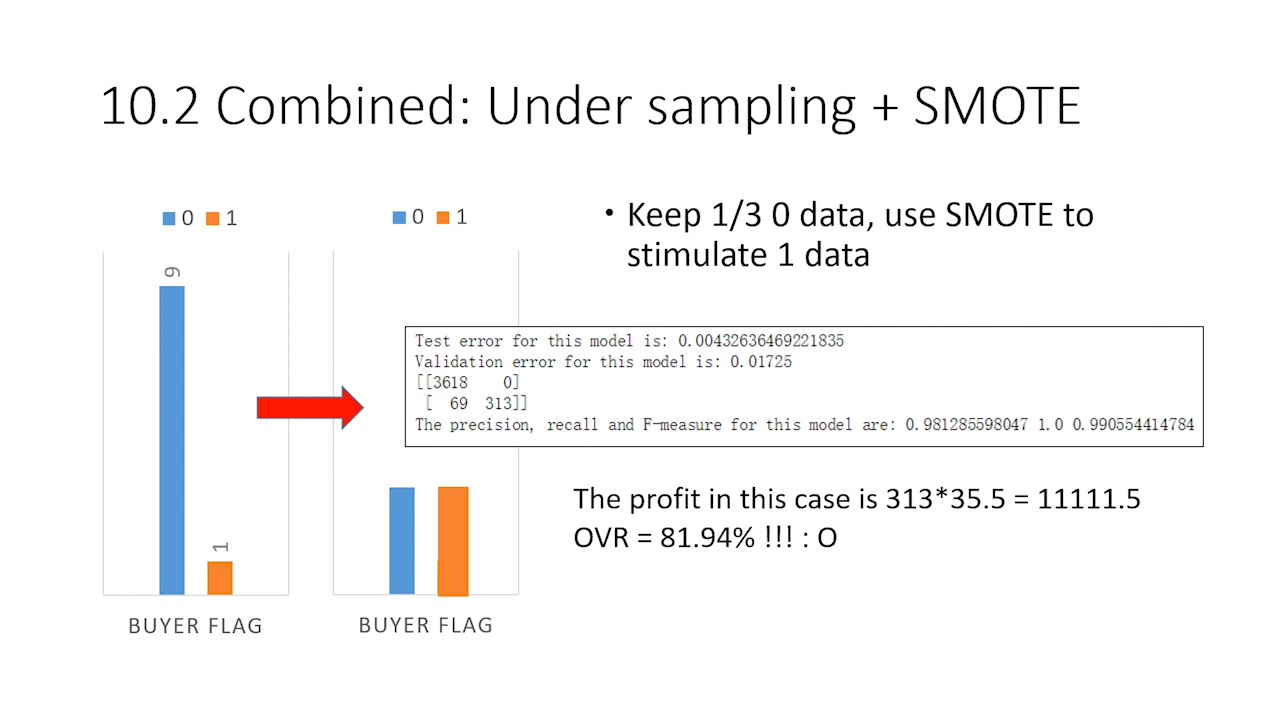 10.2 Combined: Under sampling + SMOTE
0 1
9
1
BUYER FLAG
0 1
BUYER FLAG
• Keep 1/3 0 data, use SMOTE to
stimulate 1 data
Test error for this model is: 0.00432636469221835
Validation error for this model is: 0.01725
[[3618 0]
[ 69 313]]
The precision, recall and F-measure for this model are: 0.981285598047 1.0 0.990554414784
The profit in this case is 313*35.5 = 11111.5
OVR = 81.94% !!! : O